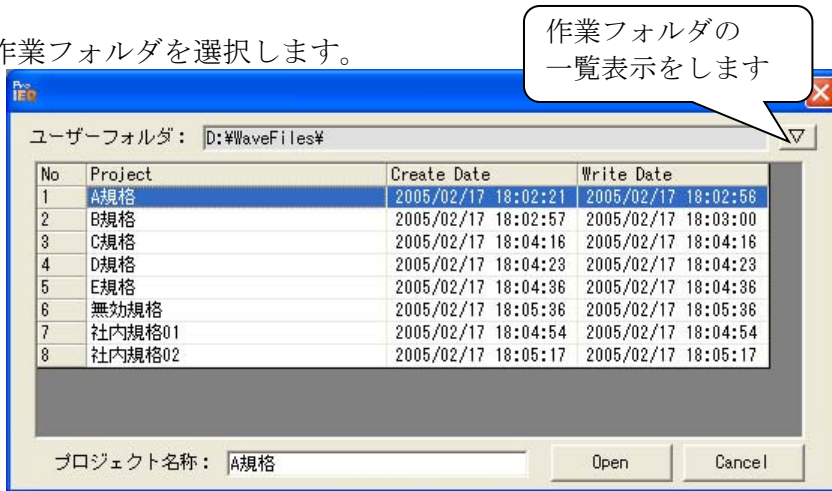 作業フォルダの
一覧表示をします
作業フォルダを選択します。
Pro
IEQ
ユーザーフォルダ： D:¥WaveFiles¥ ▽
No Project Create Date Write Date
1 A規格 2005/02/17 18:02:21 2005/02/17 18:02:56
2 B規格 2005/02/17 18:02:57 2005/02/17 18:03:00
3 C規格 2005/02/17 18:04:16 2005/02/17 18:04:16
4 D規格 2005/02/17 18:04:23 2005/02/17 18:04:23
5 E規格 2005/02/17 18:04:36 2005/02/17 18:04:36
6 無効規格 2005/02/17 18:05:36 2005/02/17 18:05:36
7 社内規格01 2005/02/17 18:04:54 2005/02/17 18:04:54
8 社内規格02 2005/02/17 18:05:17 2005/02/17 18:05:17
プロジェクト名称： A規格 Open Cancel